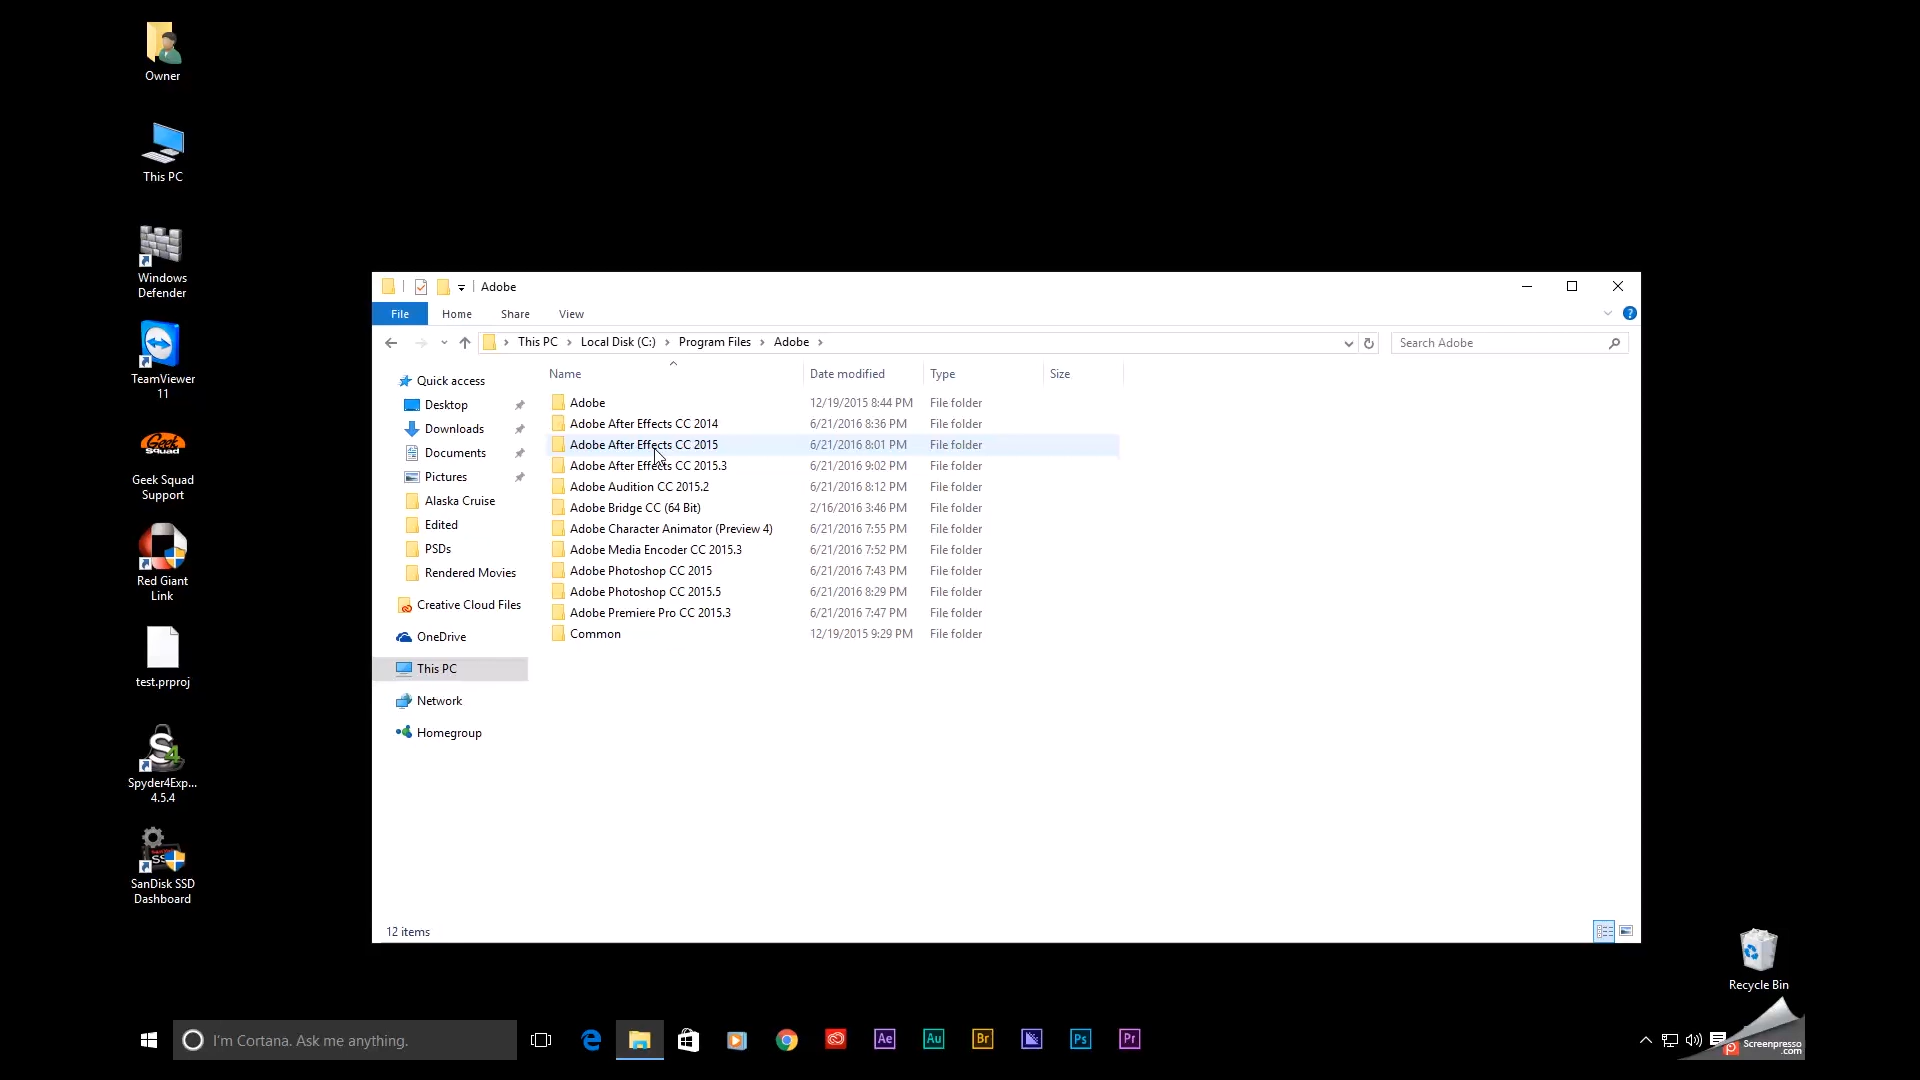 Owner
This PC
Windows
Defender
TeamViewer
11
Geek Squad
Geek Squad
Support
Red Giant
Link
test.prproj
S4
Spyder4Exp...
4.5.4
SanDisk SSD
Dashboard
Adobe
File Home Share View
This PC Local Disk (C:) Program Files Adobe
Search Adobe
Quick access
Desktop
Downloads
Documents
Pictures
Alaska Cruise
Edited
PSDs
Rendered Movies
Creative Cloud Files
OneDrive
This PC
Network
Homegroup
Name Date modified Type Size
Adobe 12/19/2015 8:44 PM File folder
Adobe After Effects CC 2014 6/21/2016 8:36 PM File folder
Adobe After Effects CC 2015 6/21/2016 8:01 PM File folder
Adobe After Effects CC 2015.3 6/21/2016 9:02 PM File folder
Adobe Audition CC 2015.2 6/21/2016 8:12 PM File folder
Adobe Bridge CC (64 Bit) 2/16/2016 3:46 PM File folder
Adobe Character Animator (Preview 4) 6/21/2016 7:55 PM File folder
Adobe Media Encoder CC 2015.3 6/21/2016 7:52 PM File folder
Adobe Photoshop CC 2015 6/21/2016 7:43 PM File folder
Adobe Photoshop CC 2015.5 6/21/2016 8:29 PM File folder
Adobe Premiere Pro CC 2015.3 6/21/2016 7:47 PM File folder
Common 12/19/2015 9:29 PM File folder
12 items
Recycle Bin
I'm Cortana. Ask me anything.
Ae Au Br Ps Pr
Screenpresso
.com